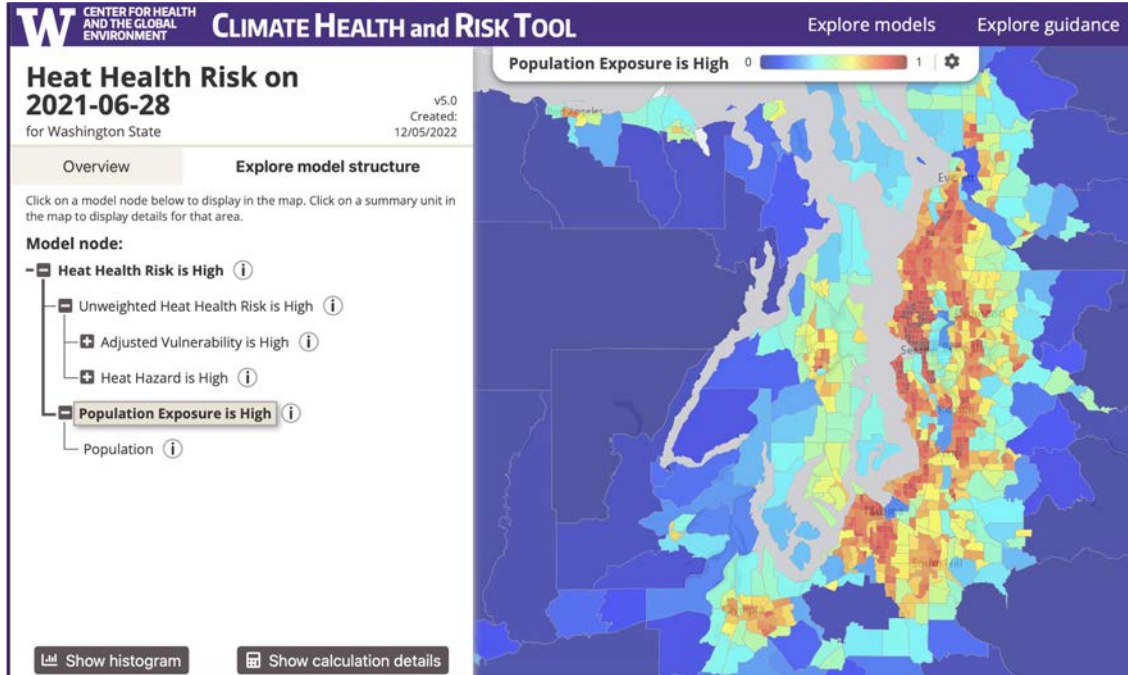 W
CENTER FOR HEALTH
AND THE GLOBAL
ENVIRONMENT
CLIMATE HEALTH and RISK TOOL
Explore models
Explore guidance
Heat Health Risk on
2021-06-28
for Washington State
v5.0
Created:
12/05/2022
Overview
Explore model structure
Click on a model node below to display in the map. Click on a summary unit in
the map to display details for that area.
Model node:
Heat Health Risk is High
Unweighted Heat Health Risk is High
Adjusted Vulnerability is High
Heat Hazard is High
Population Exposure is High
Population
Show histogram
Show calculation details
Population Exposure is High 0 1